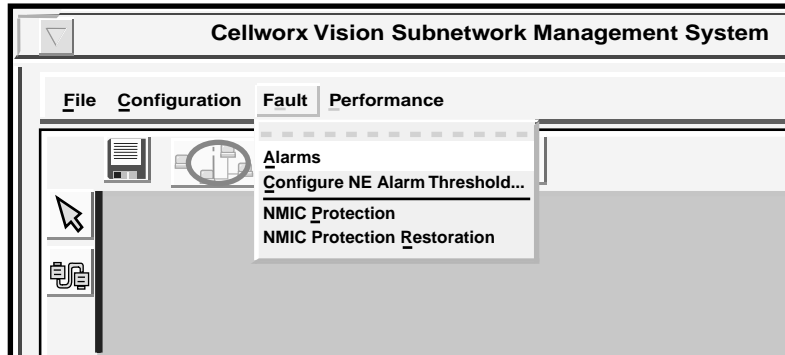 Cellworx Vision Subnetwork Management System
File Configuration Fault Performance
Alarms
Configure NE Alarm Threshold...
NMIC Protection
NMIC Protection Restoration